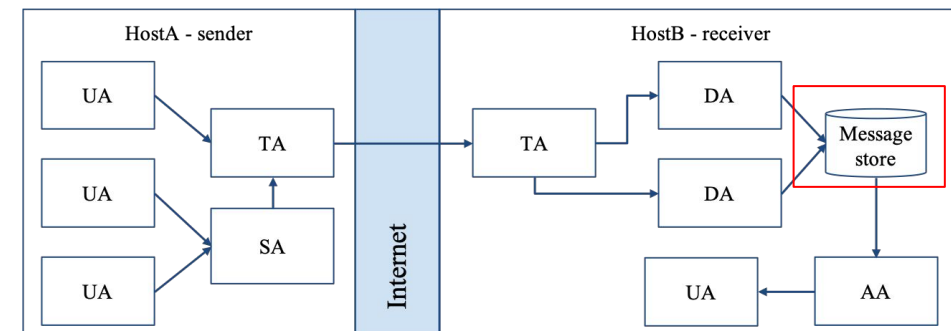 HostA - sender
HostB - receiver
UA
TA
UA
SA
UA
Internet
TA
DA
DA
Message
store
UA
AA